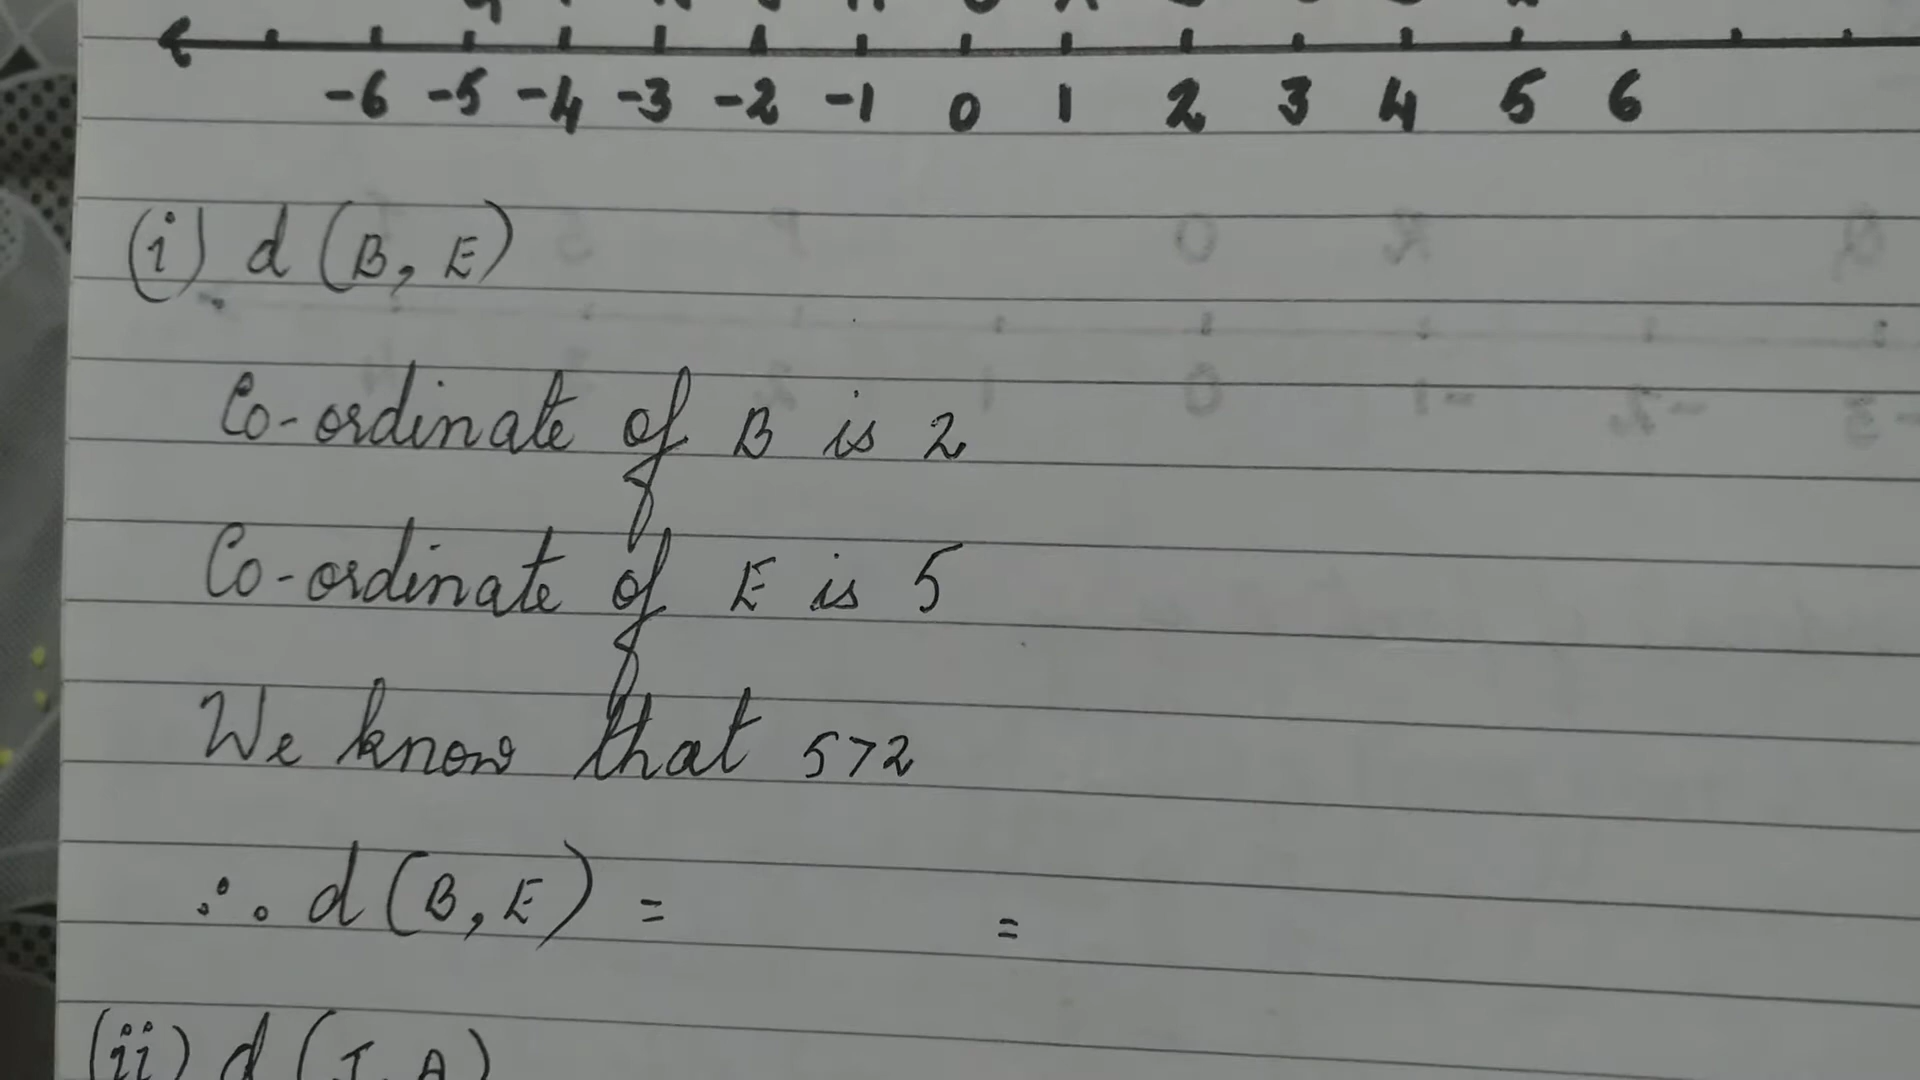 -6 -5 -4 -3 -2 -1 0 1 2 3 4 5 6
(i) d (B, E)
Co-ordinate of B is 2
Co-ordinate of E is 5
We know that 5>2
∴ d (B, E) = =
(ii) d (J, A)